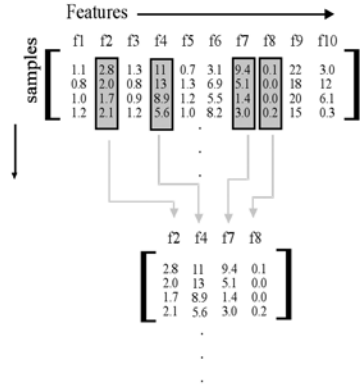 Features
samples
f1 f2 f3 f4 f5 f6 f7 f8 f9 f10
1.1 2.8 1.3 11 0.7 3.1 9.4 0.1 22 3.0
0.8 2.0 0.8 13 1.3 6.9 5.1 0.0 18 12
1.0 1.7 0.9 8.9 1.2 5.5 1.4 0.0 20 6.1
1.2 2.1 1.2 5.6 1.0 8.2 3.0 0.2 15 0.3
f2 f4 f7 f8
2.8 11 9.4 0.1
2.0 13 5.1 0.0
1.7 8.9 1.4 0.0
2.1 5.6 3.0 0.2